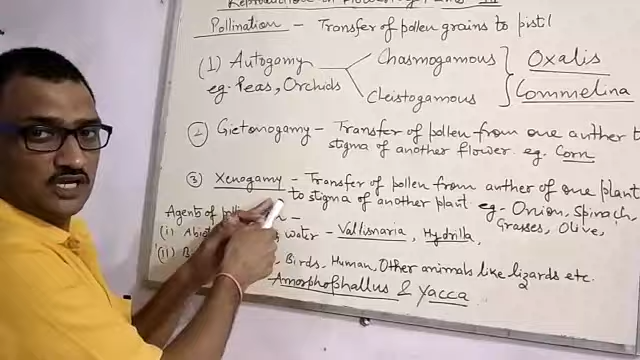 Pollination - Transfer of pollen grains to pistil
(1) Autogamy
Chasmogamous
Oxalis
eg. Peas, Orchids
Cleistogamous
Commelina
(2) Gietonogamy - Transfer of pollen from one anther t
stigma of another flower. eg. Corn
(3) Xenogamy - Transfer of pollen from anther of one plant
to stigma of another plant eg. Onion, Spinach,
Grasses, Olive,
Agents of poll
(i) Abi water - Vallisnaria, Hydrilla,
(ii) B , Birds, Human, Other animals like lizards etc.
Amorphophallus & Yacca